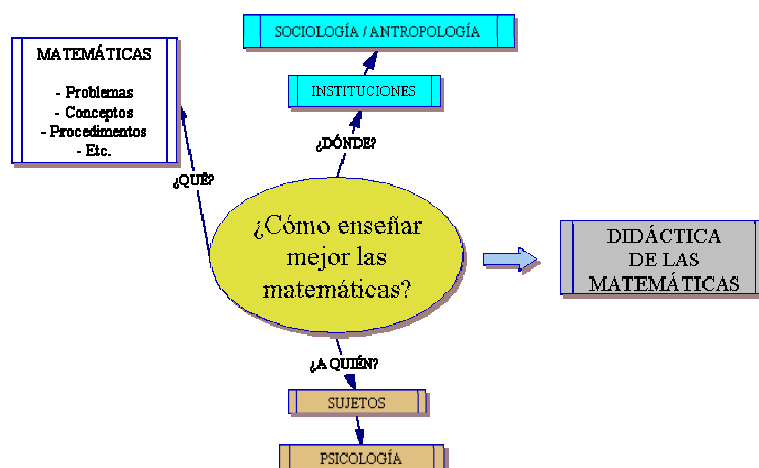 SOCIOLOGÍA / ANTROPOLOGÍA
MATEMÁTICAS
- Problemas
- Conceptos
- Procedimentos
- Etc.
INSTITUCIONES
¿DÓNDE?
¿QUÉ?
¿Cómo enseñar
mejor las
matemáticas?
DIDÁCTICA
DE LAS
MATEMÁTICAS
¿A QUIÉN?
SUJETOS
PSICOLOGÍA